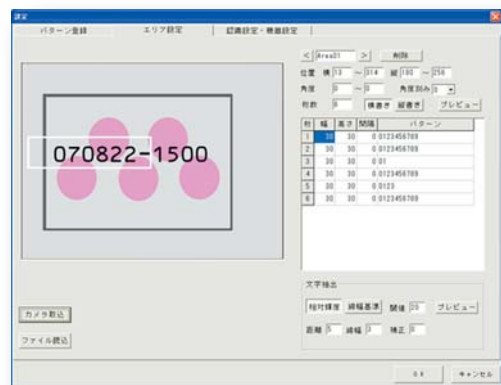 設定
パターン登録 エリア設定 認識設定・機器設定
< Area01 > 削除
位置 横 13 ～ 314 縦 180 ～ 256
角度 0 ～ 0 角度刻み 0
桁数 6 横書き 縦書き プレビュー
桁 幅 高さ 間隔 パターン
1 30 30 0 0123456789
2 30 30 0 0123456789
3 30 30 0 01
4 30 30 0 0123456789
5 30 30 0 0123
6 30 30 0 0123456789
070822-1500
文字抽出
相対輝度 線幅基準 閾値 20 プレビュー
距離 5 線幅 3 補正 0
カメラ取込
ファイル読込
OK キャンセル